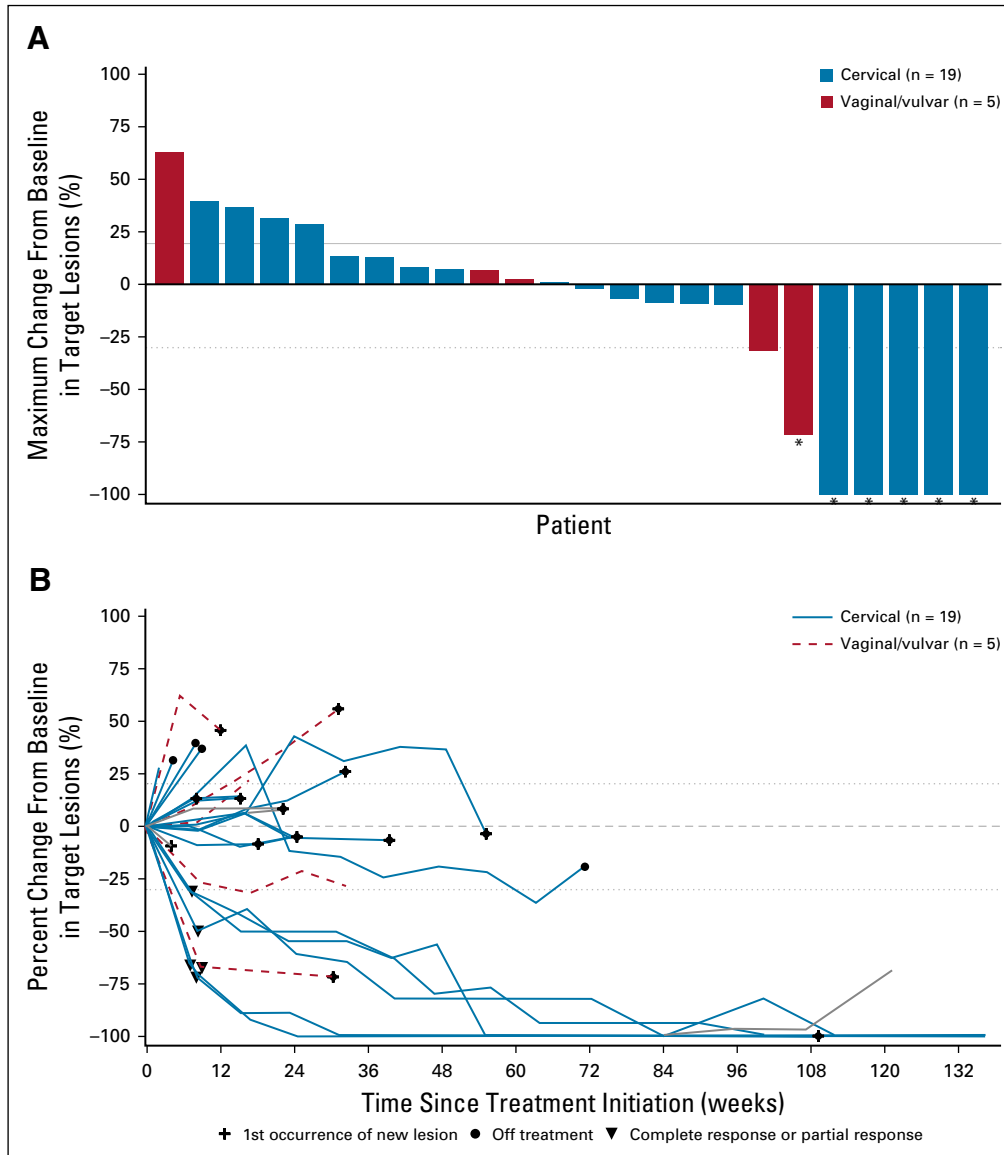 A
Maximum Change From Baseline
in Target Lesions (%)
100
75
50
25
0
−25
−50
−75
−100
Cervical (n = 19)
Vaginal/vulvar (n = 5)
*
* * * * *
Patient
B
Percent Change From Baseline
in Target Lesions (%)
100
75
50
25
0
−25
−50
−75
−100
Cervical (n = 19)
Vaginal/vulvar (n = 5)
0 12 24 36 48 60 72 84 96 108 120 132
Time Since Treatment Initiation (weeks)
1st occurrence of new lesion Off treatment Complete response or partial response